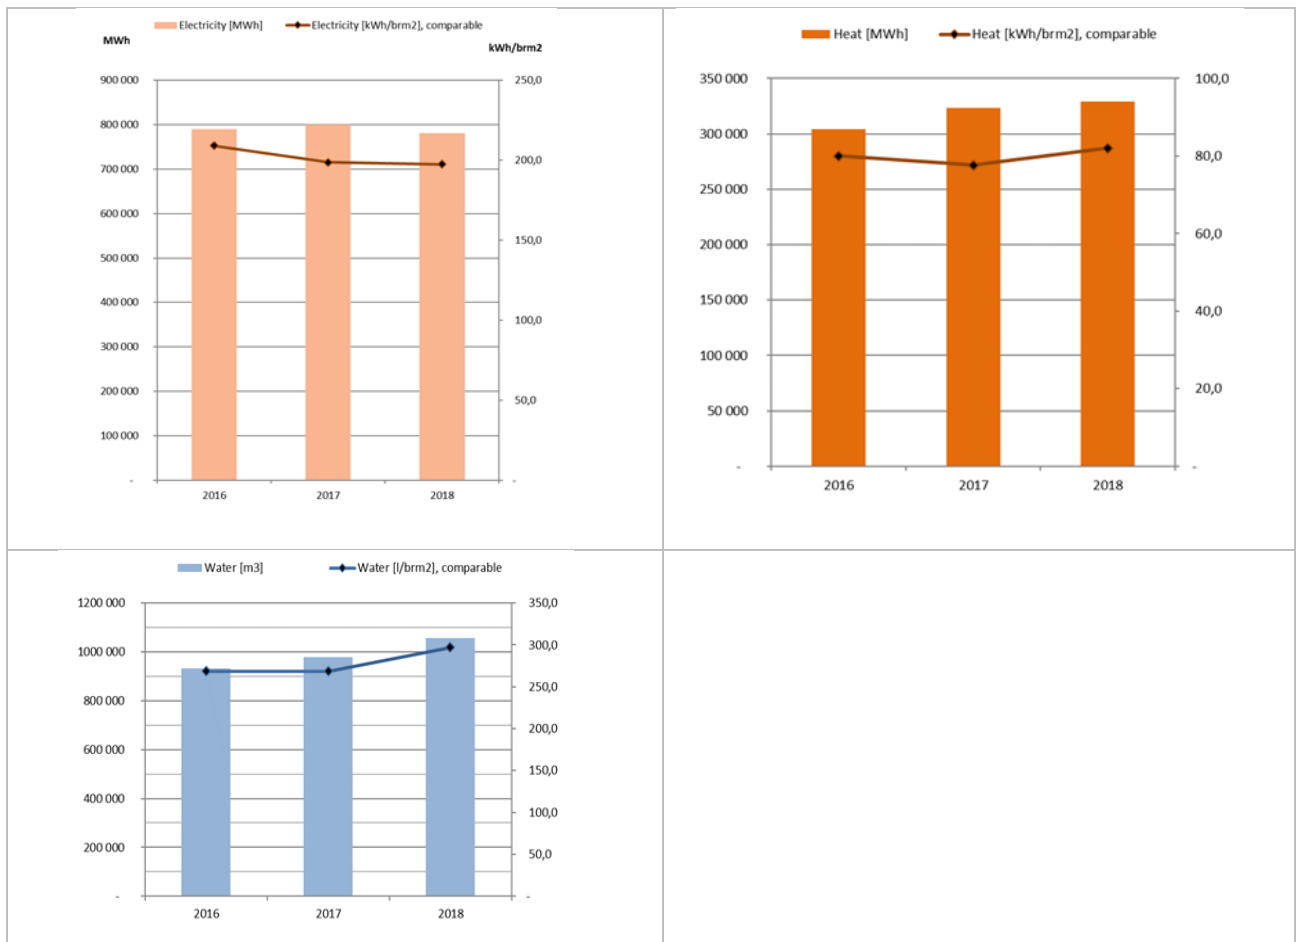 Electricity [MWh] Electricity [kWh/brm2], comparable
MWh
kWh/brm2
900 000 250,0
800 000
700 000 200,0
600 000
500 000 150,0
400 000
300 000 100,0
200 000 50,0
100 000
- -
2016 2017 2018
Heat [MWh] Heat [kWh/brm2], comparable
350 000 100,0
300 000 80,0
250 000
200 000 60,0
150 000 40,0
100 000
50 000 20,0
- -
2016 2017 2018
Water [m3] Water [l/brm2], comparable
1200 000 350,0
1000 000 300,0
800 000 250,0
600 000 200,0
150,0
400 000 100,0
200 000 50,0
- -
2016 2017 2018